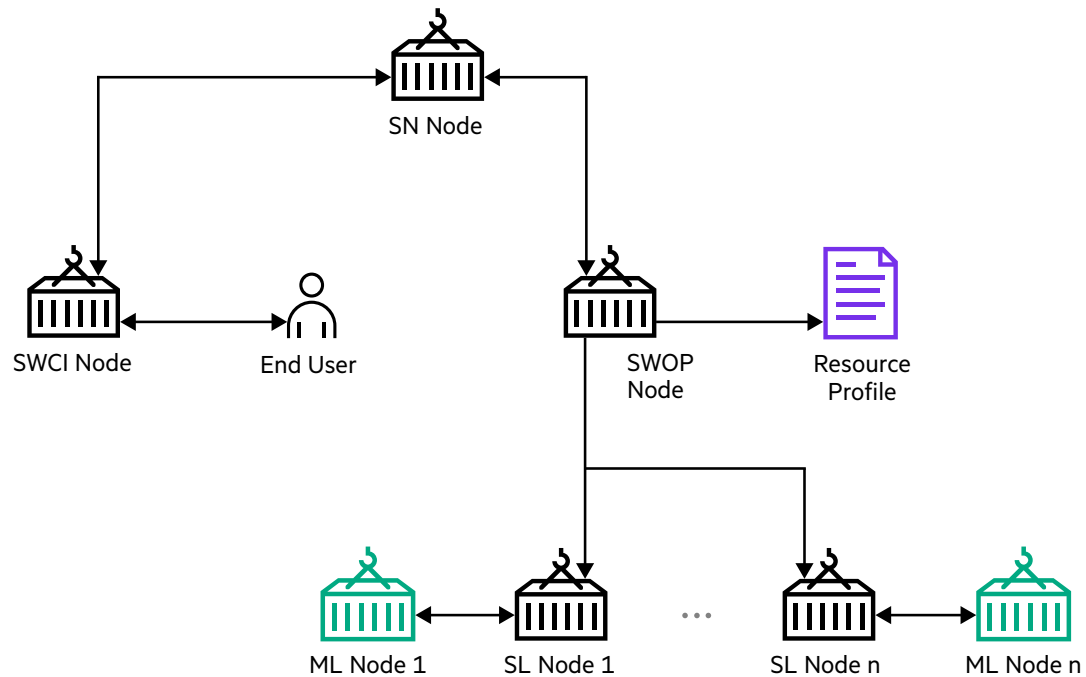 SN Node
SWCI Node
End User
SWOP
Node
Resource
Profile
...
ML Node 1
SL Node 1
SL Node n
ML Node n